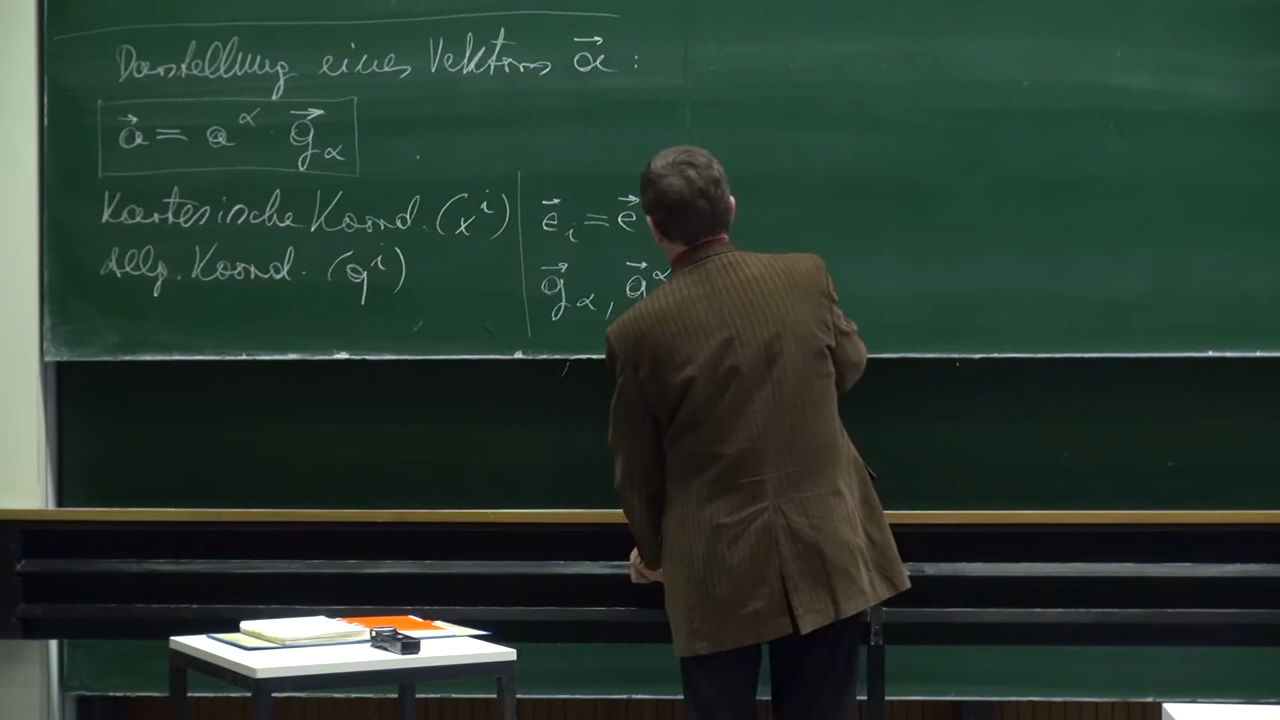 Darstellung eines Vektors a⃗ :
a⃗ = a^α g⃗_α
Kartesische Koord. (x^i) | e⃗_i = e⃗
allg. Koord. (q^i) | g⃗_α, g⃗^α